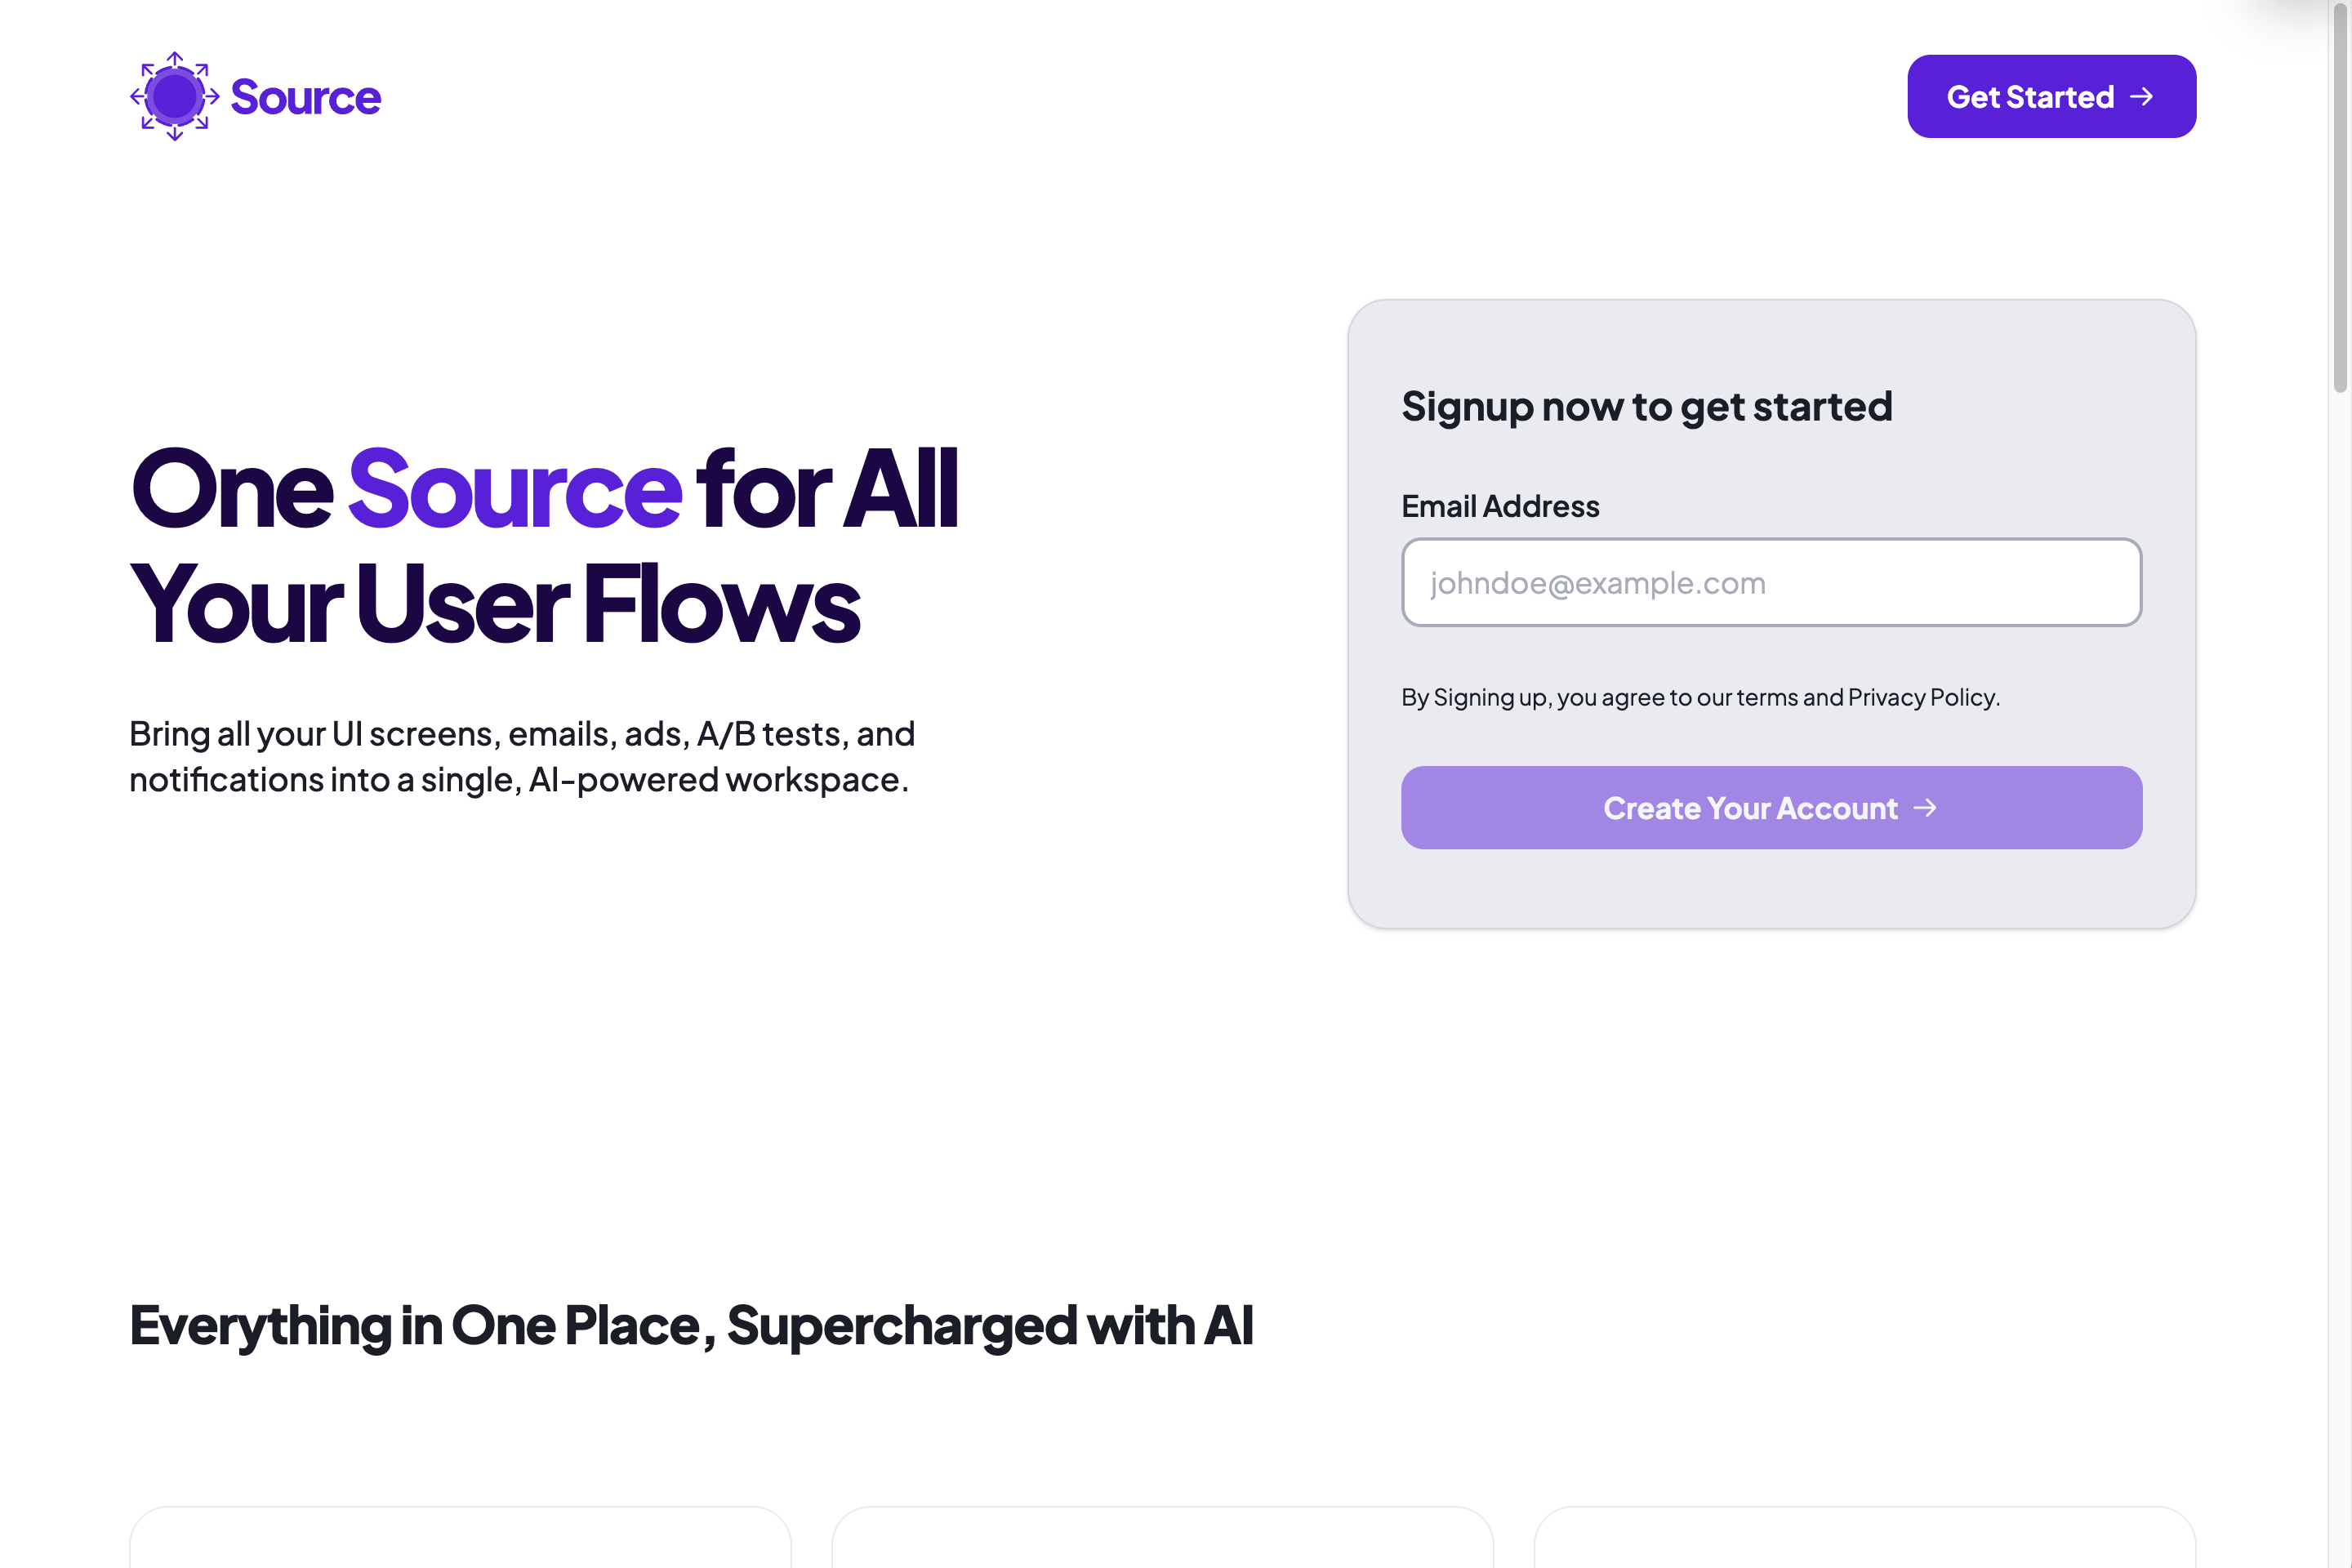 Source
Get Started
One Source for All
Your User Flows
Bring all your UI screens, emails, ads, A/B tests, and
notifications into a single, AI-powered workspace.
Signup now to get started
Email Address
johndoe@example.com
By Signing up, you agree to our terms and Privacy Policy.
Create Your Account
Everything in One Place, Supercharged with AI